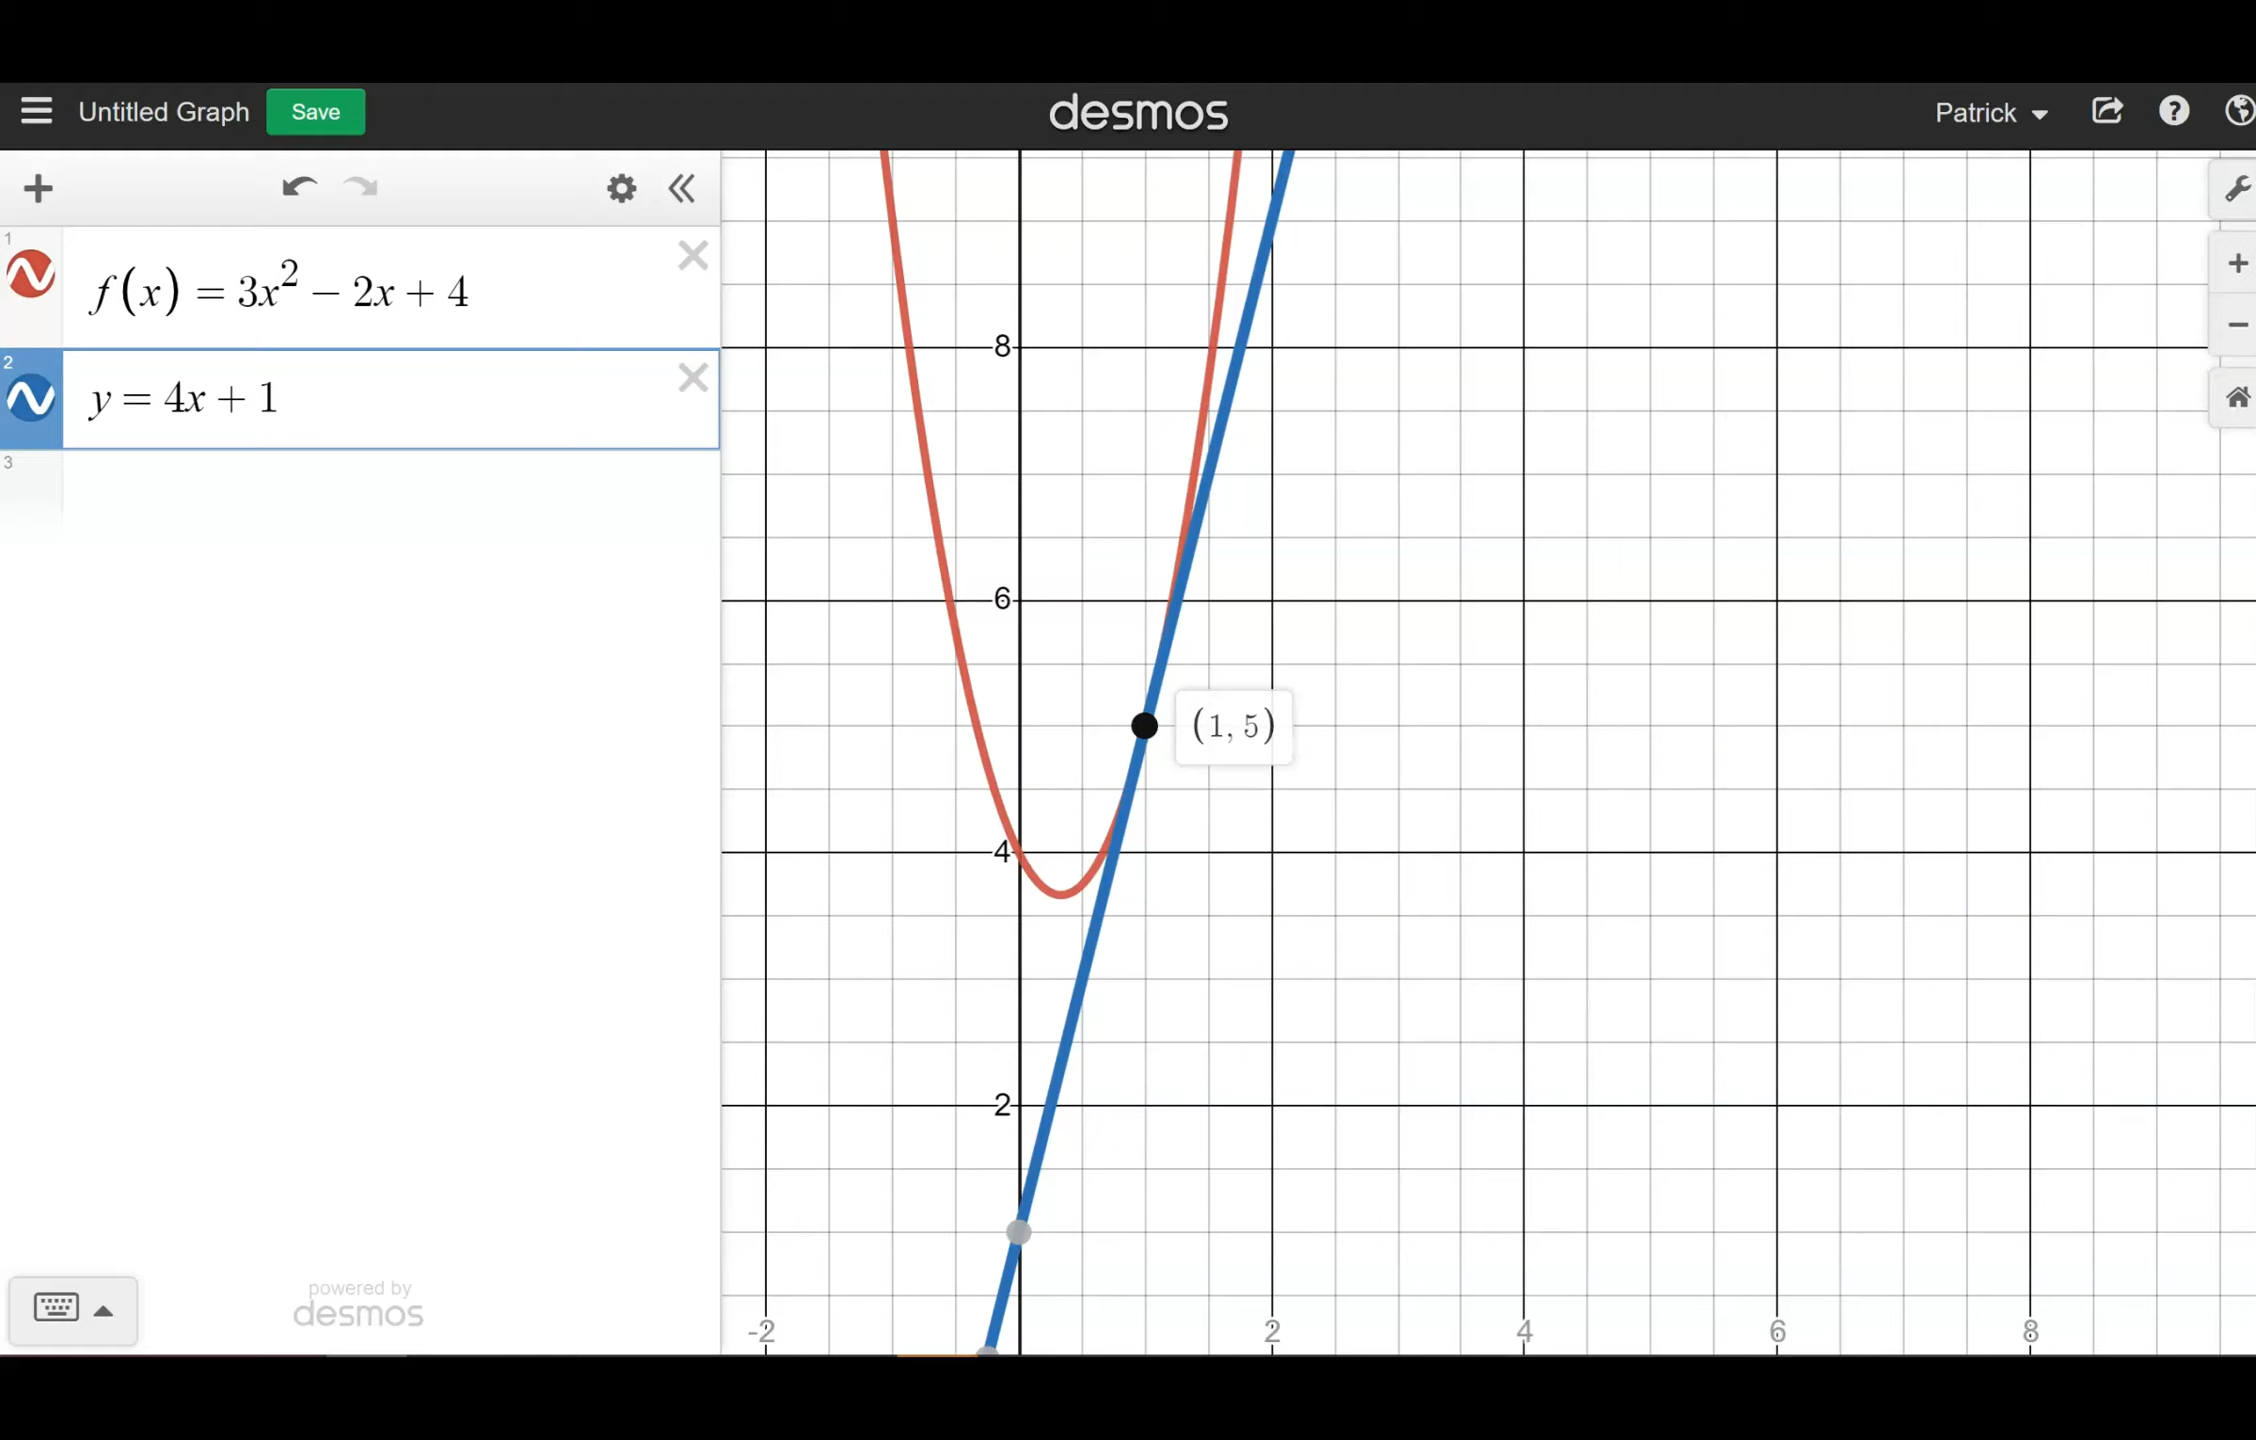 Untitled Graph Save desmos Patrick
1
f(x) = 3x² − 2x + 4
2
y = 4x + 1
3
8
6
(1, 5)
4
2
-2 2 4 6 8
powered by
desmos